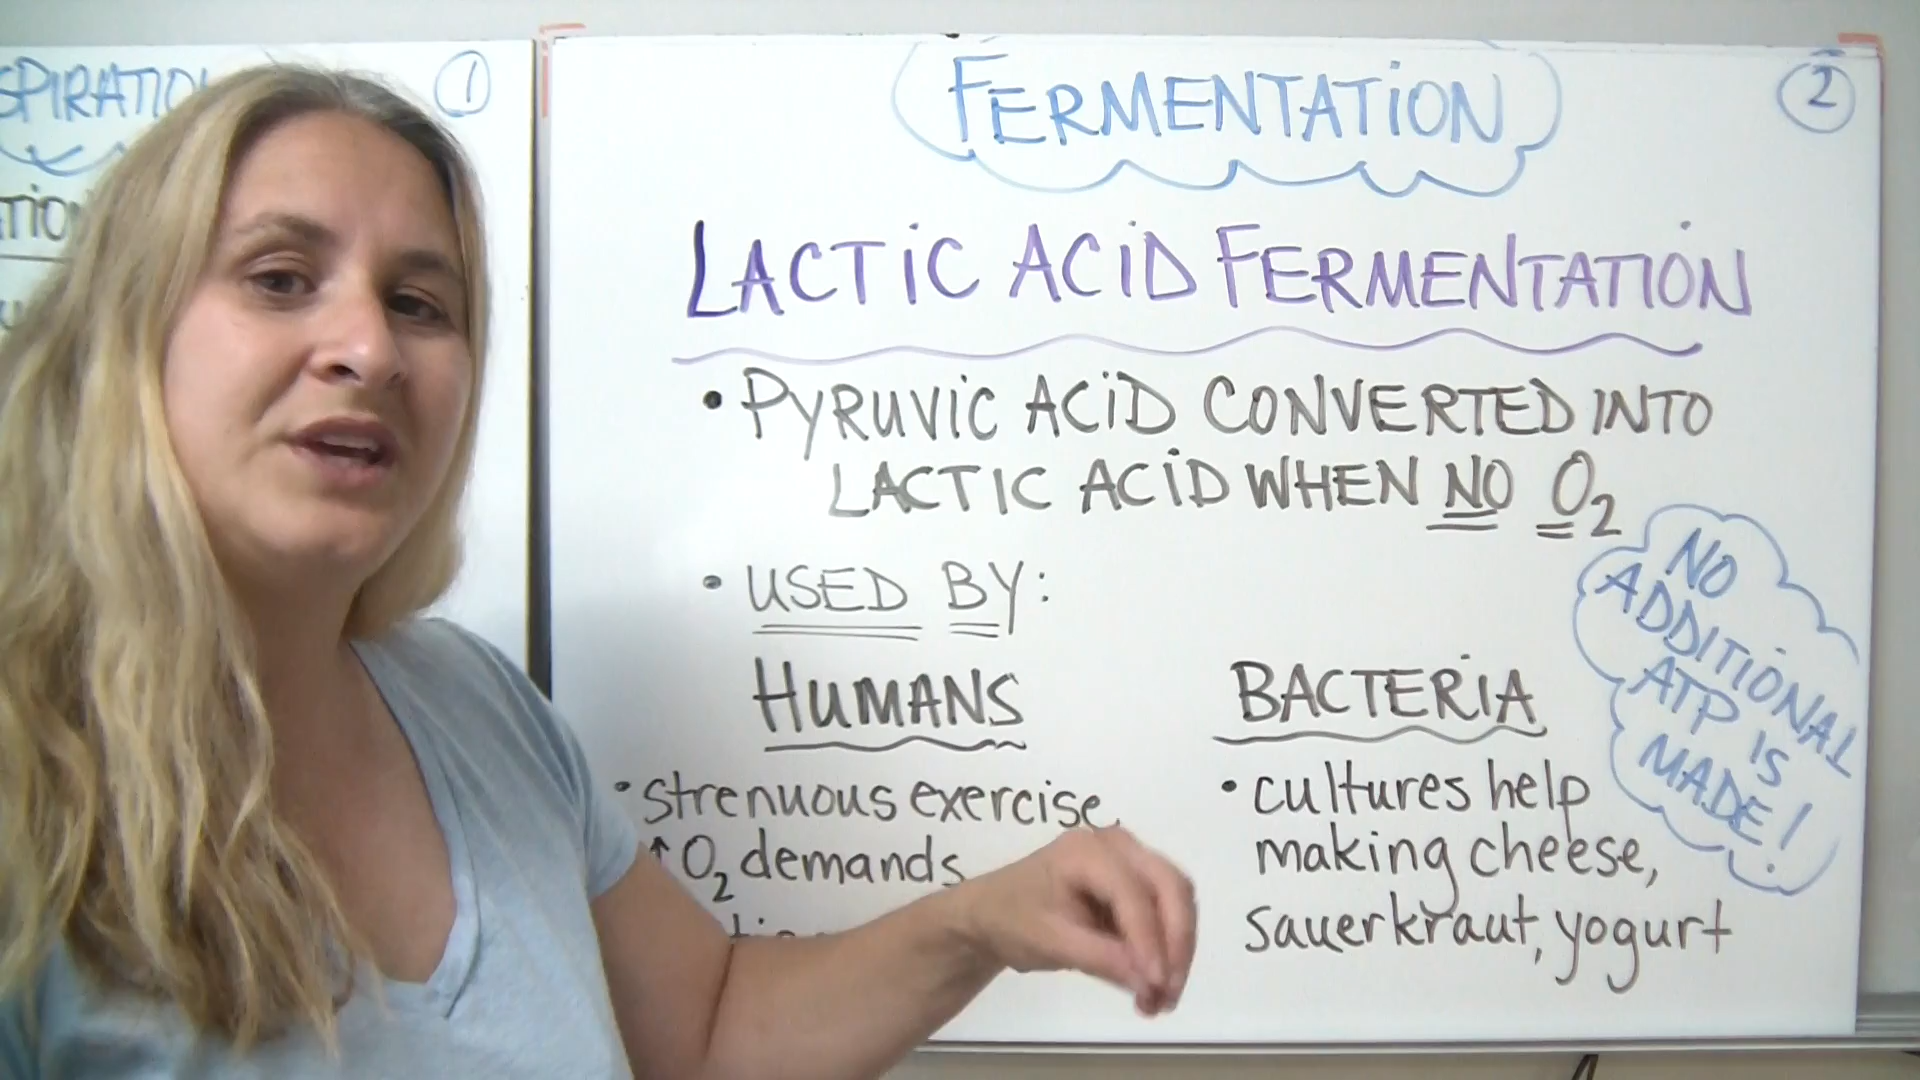 SPIRATIO
1
FERMENTATION
2
LACTIC ACID FERMENTATION
• PYRUVIC ACID CONVERTED INTO
LACTIC ACID WHEN NO O₂
• USED BY:
HUMANS
• strenuous exercise
↑ O₂ demands
BACTERIA
• cultures help
making cheese,
sauerkraut, yogurt
NO
ADDITIONAL
ATP IS
MADE!